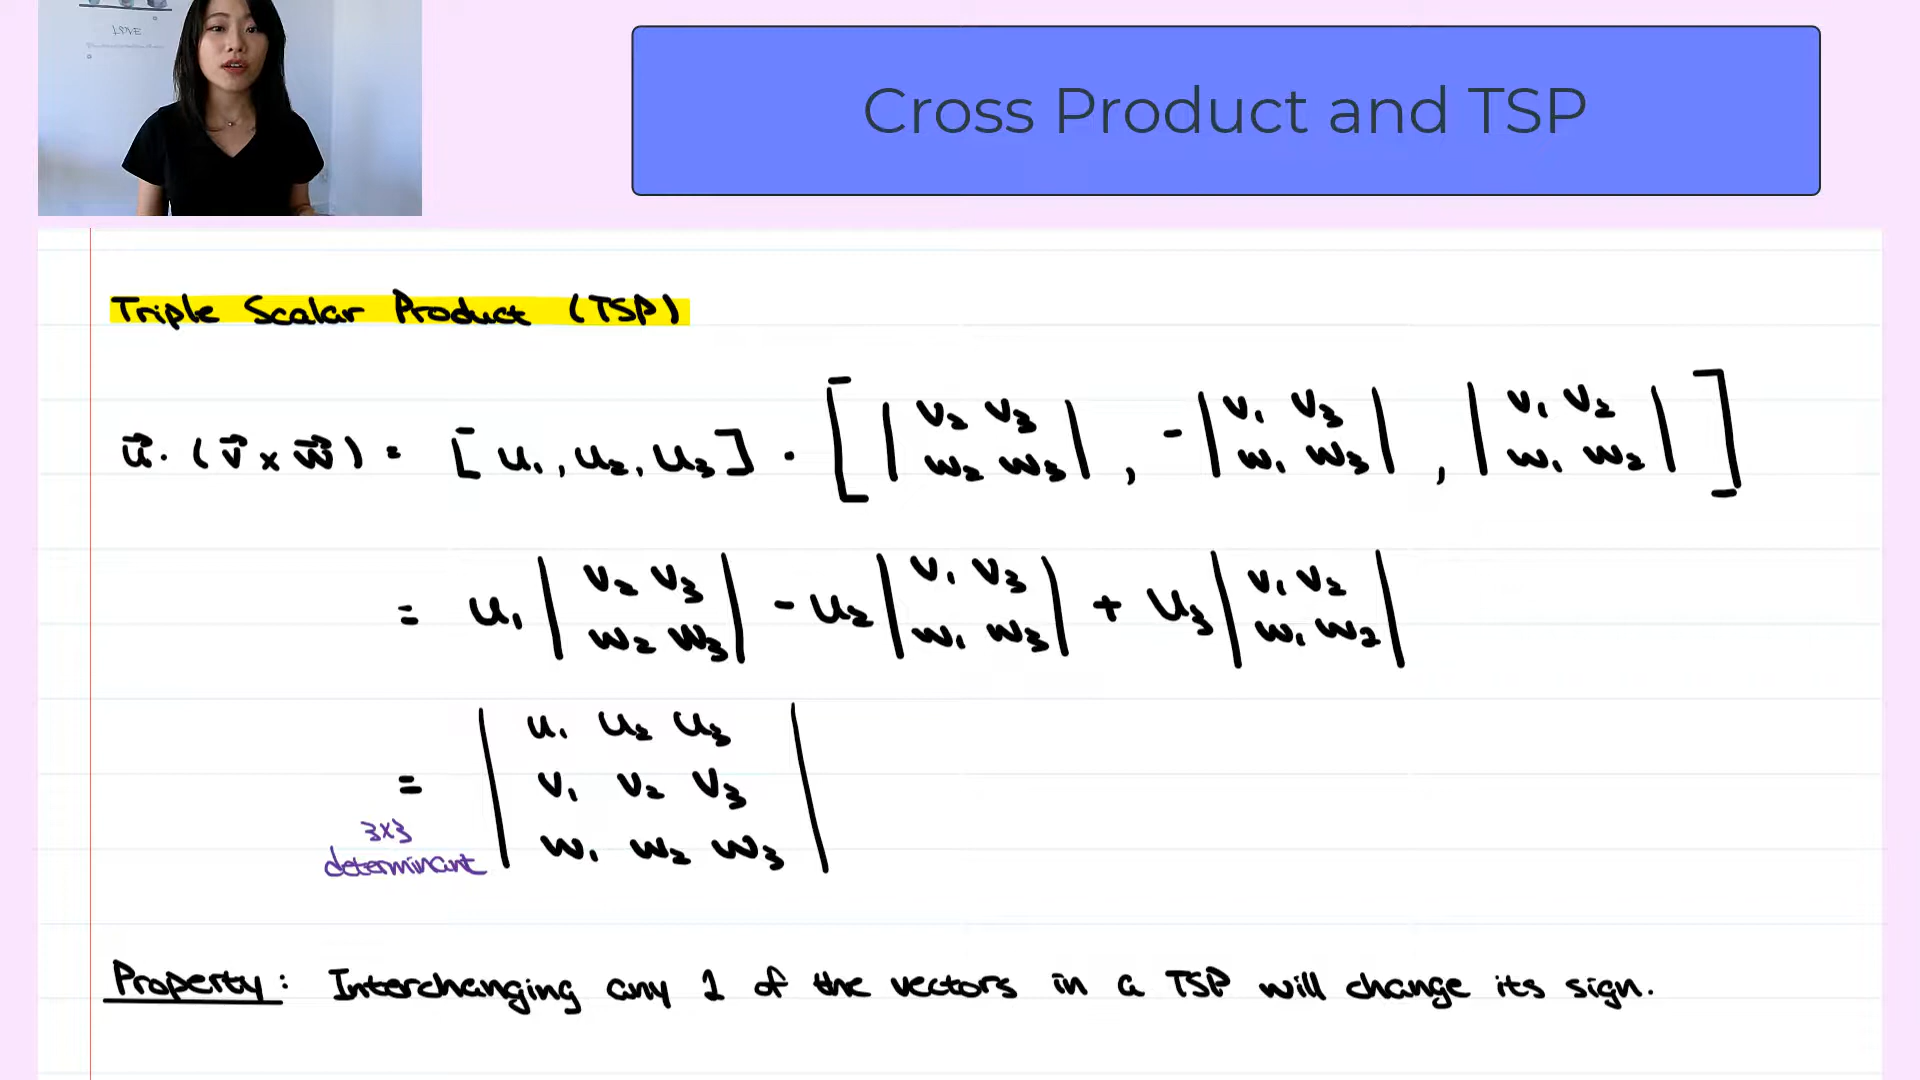 LOVE
Cross Product and TSP
Triple Scalar Product (TSP)
u⃗ · (v⃗ × w⃗) = [u₁, u₂, u₃] · [ |v₂ v₃; w₂ w₃|, -|v₁ v₃; w₁ w₃|, |v₁ v₂; w₁ w₂| ]
= u₁ |v₂ v₃; w₂ w₃| - u₂ |v₁ v₃; w₁ w₃| + u₃ |v₁ v₂; w₁ w₂|
= |u₁ u₂ u₃; v₁ v₂ v₃; w₁ w₂ w₃|
3x3
determinant
Property: Interchanging any 1 of the vectors in a TSP will change its sign.